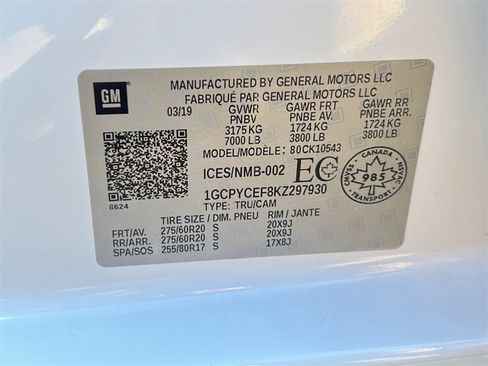 GM
MANUFACTURED BY GENERAL MOTORS LLC
FABRIQUÉ PAR GENERAL MOTORS LLC
03/19 GVWR GAWR FRT GAWR RR
PNBV PNBE AV. PNBE ARR.
3175 KG 1724 KG 1724 KG
7000 LB 3800 LB 3800 LB
MODEL/MODÈLE: 80CK10543
ICES/NMB-002 EC
CANADA
CMVSS 985 NSVAC
TRANSPORT
1GCPYCEF8KZ297930
8624 TYPE: TRU/CAM
TIRE SIZE / DIM PNEU RIM / JANTE
FRT/AV. 275/60R20 S 20X9J
RR/ARR. 275/60R20 S 20X9J
SPA/SOS 255/80R17 S 17X8J